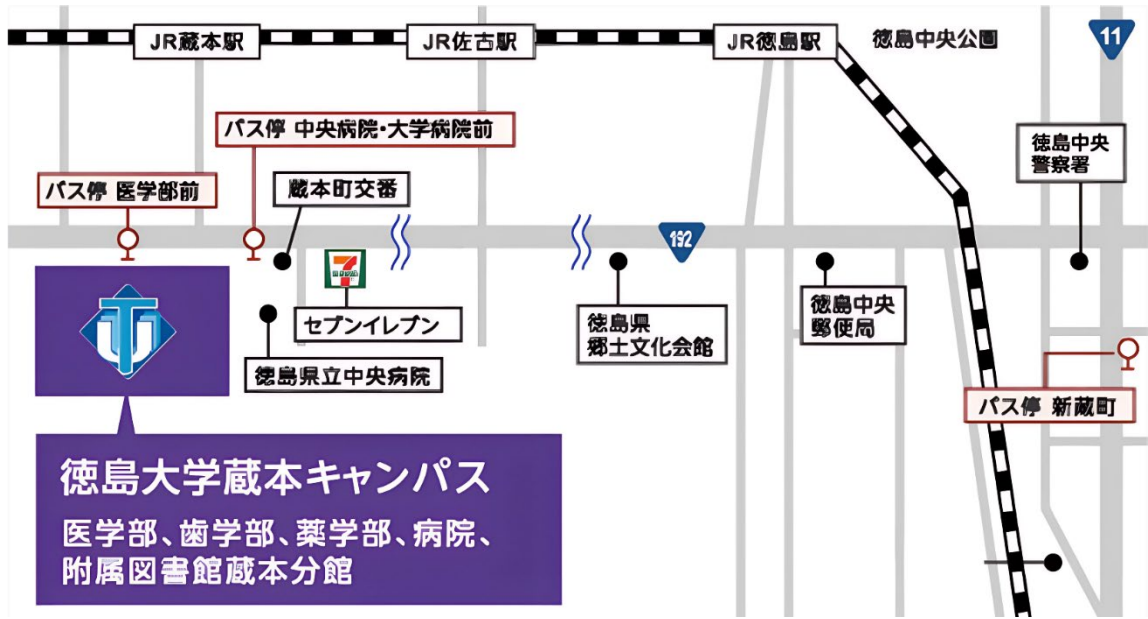 JR蔵本駅
JR佐古駅
JR徳島駅
徳島中央公園
11
バス停 中央病院・大学病院前
徳島中央
警察署
バス停 医学部前
蔵本町交番
192
セブンイレブン
徳島県
郷土文化会館
徳島中央
郵便局
徳島県立中央病院
バス停 新蔵町
徳島大学蔵本キャンパス
医学部、歯学部、薬学部、病院、
附属図書館蔵本分館